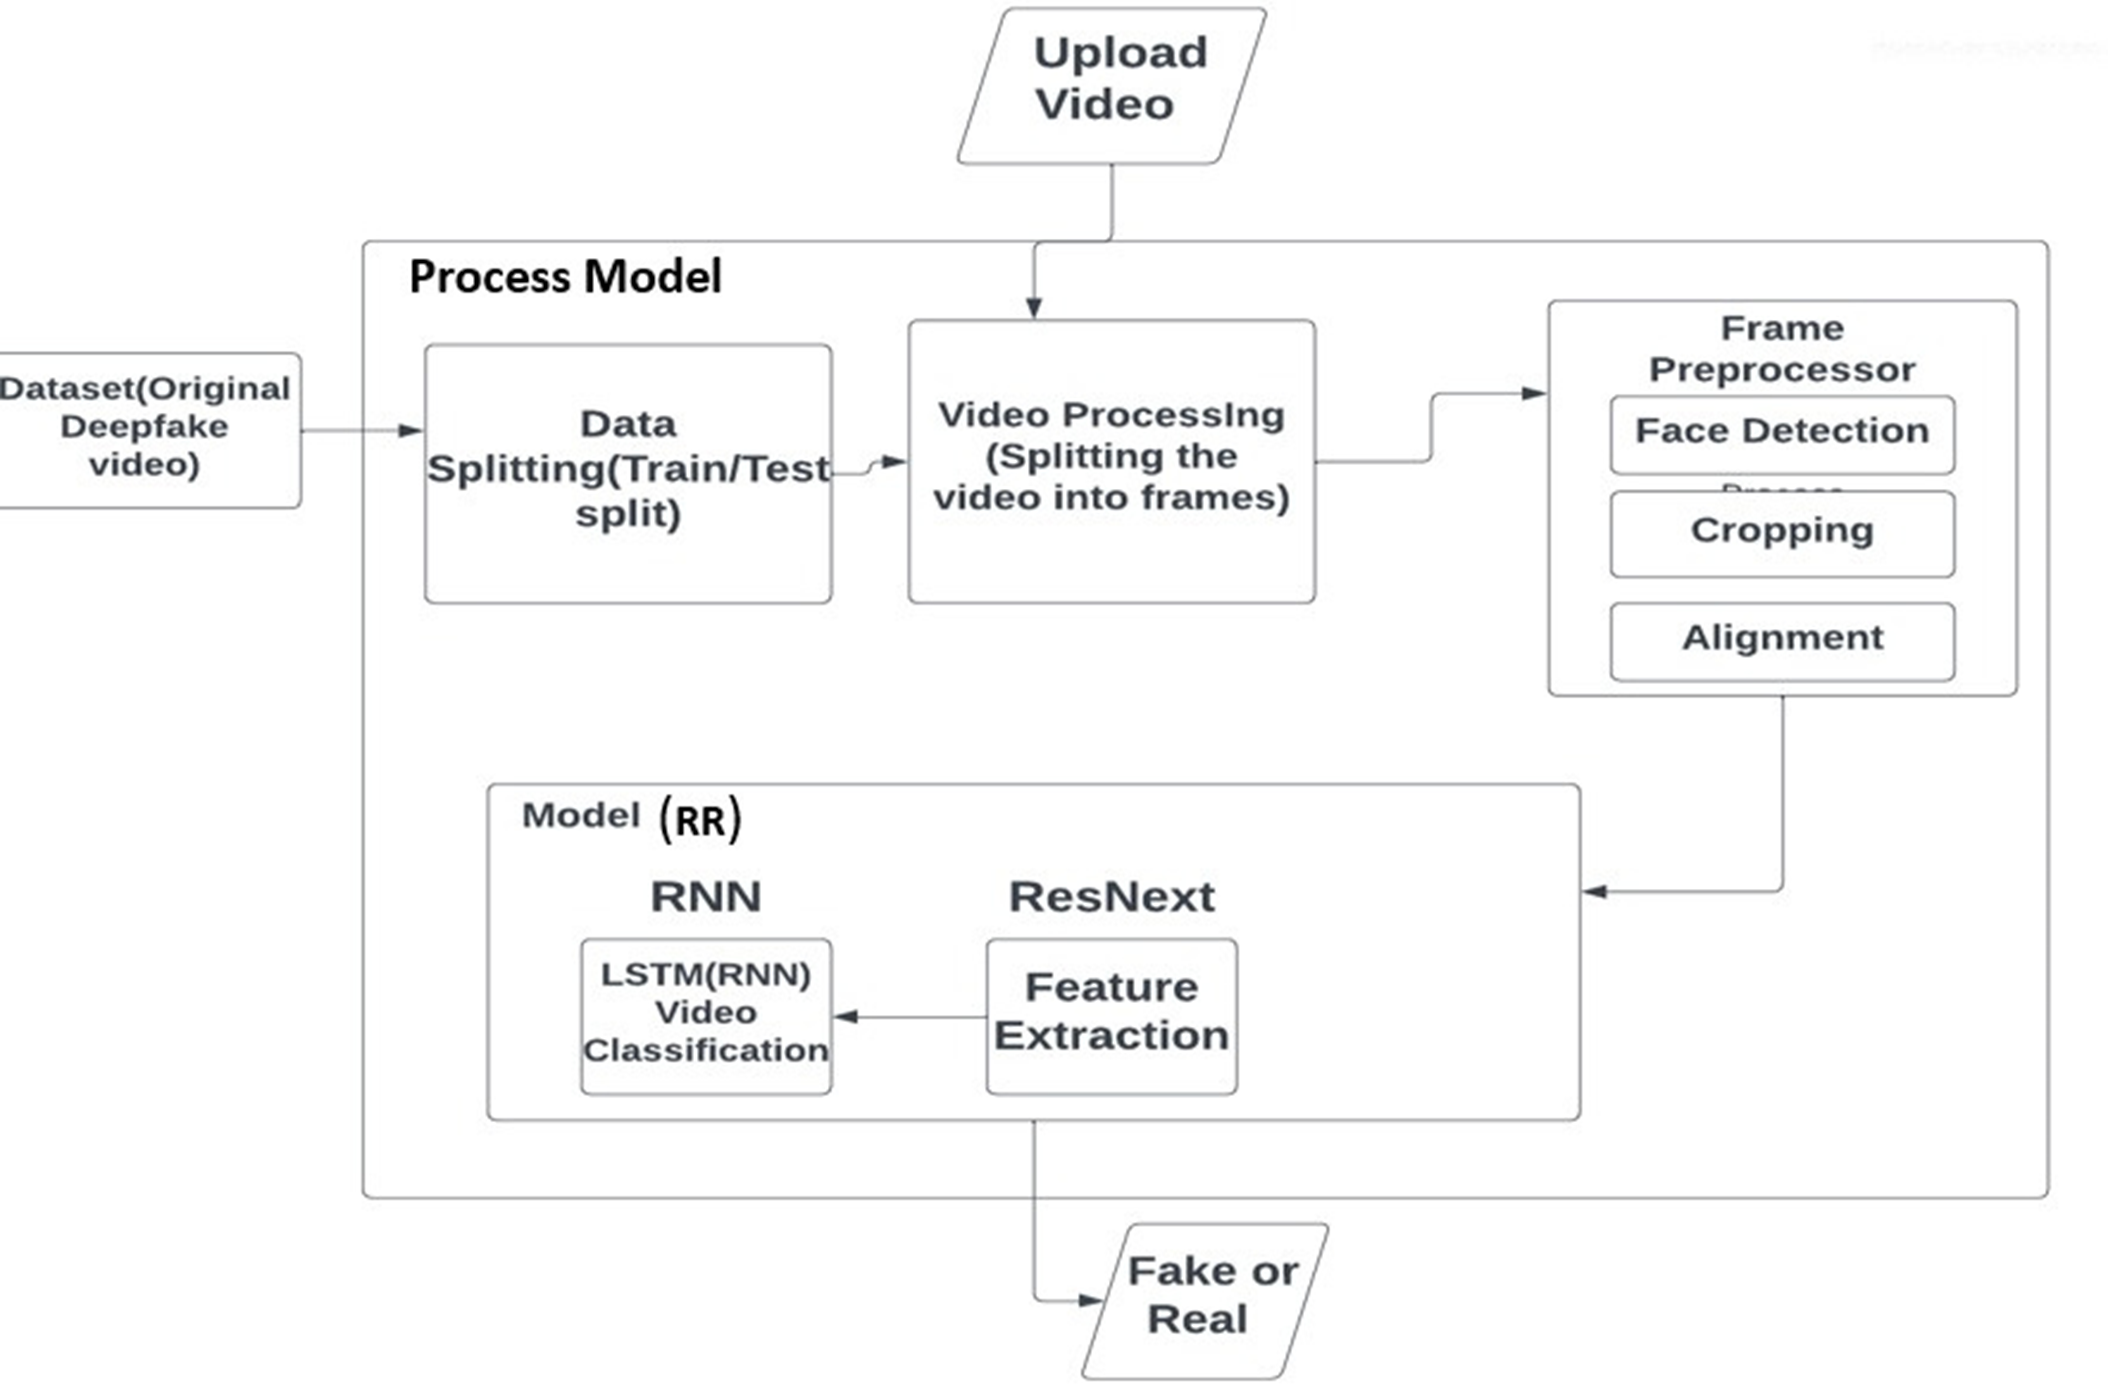 Upload
Video
Process Model
Dataset(Original
Deepfake
video)
Data
Splitting(Train/Test
split)
Video ProcessIng
(Splitting the
video into frames)
Frame
Preprocessor
Face Detection
Cropping
Alignment
Model (RR)
RNN
ResNext
LSTM(RNN)
Video
Classification
Feature
Extraction
Fake or
Real